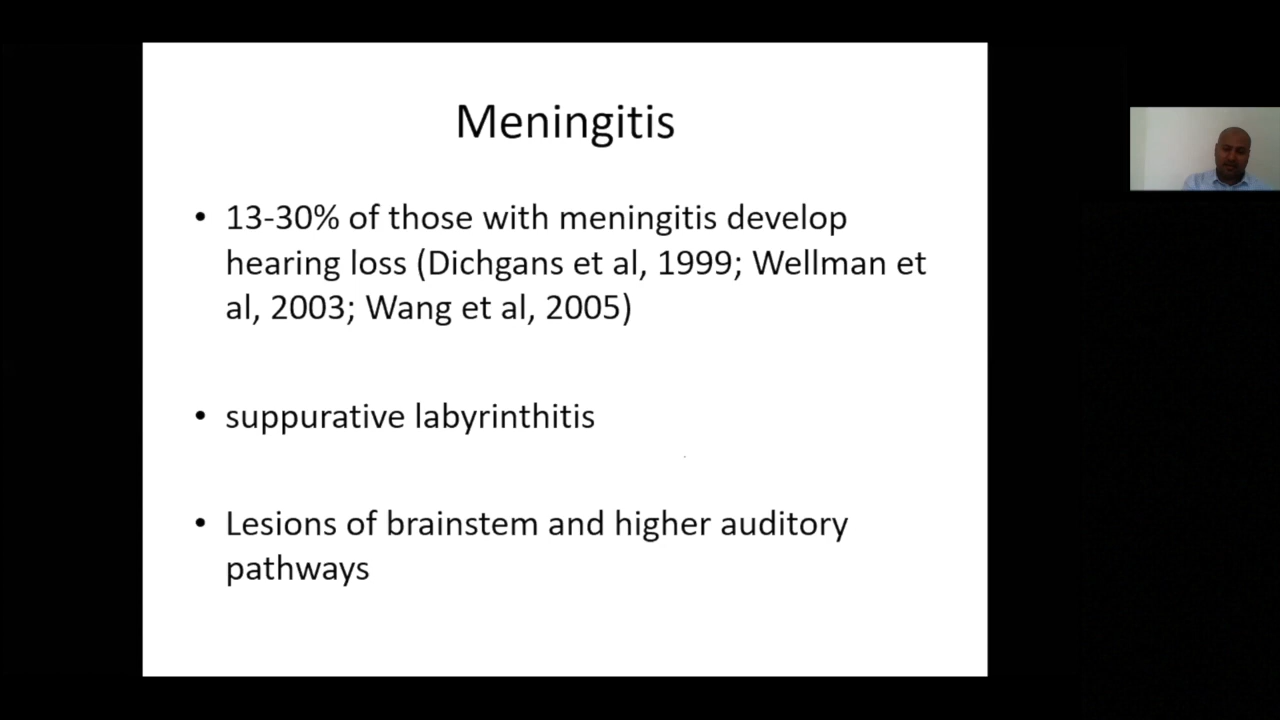 Meningitis
• 13-30% of those with meningitis develop
hearing loss (Dichgans et al, 1999; Wellman et
al, 2003; Wang et al, 2005)
• suppurative labyrinthitis
• Lesions of brainstem and higher auditory
pathways